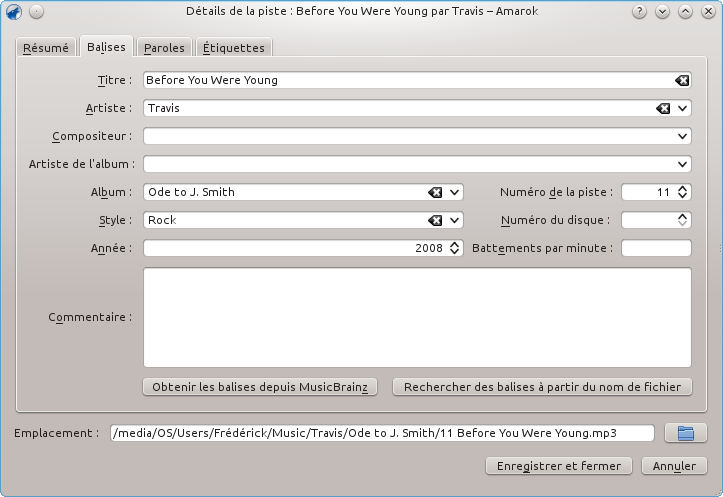 Détails de la piste : Before You Were Young par Travis – Amarok
Résumé Balises Paroles Étiquettes
Titre : Before You Were Young
Artiste : Travis
Compositeur :
Artiste de l'album :
Album : Ode to J. Smith Numéro de la piste : 11
Style : Rock Numéro du disque :
Année : 2008 Battements par minute :
Commentaire :
Obtenir les balises depuis MusicBrainz Rechercher des balises à partir du nom de fichier
Emplacement : /media/OS/Users/Frédérick/Music/Travis/Ode to J. Smith/11 Before You Were Young.mp3
Enregistrer et fermer Annuler